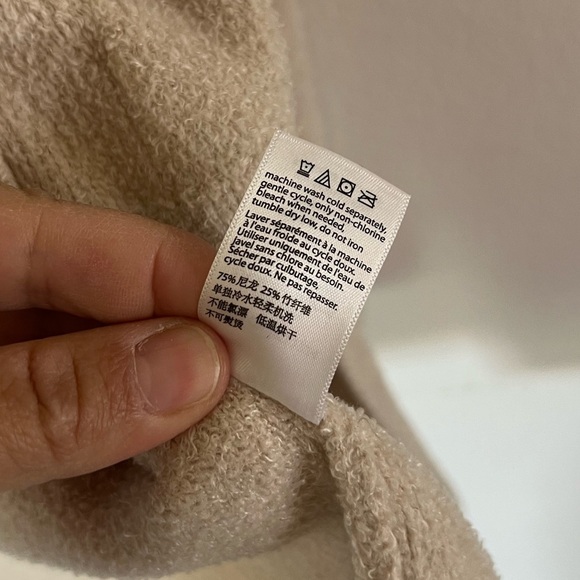 machine wash cold separately,
gentle cycle, only non-chlorine
bleach when needed.
tumble dry low, do not iron
Laver séparément à la machine
à l'eau froide au cycle doux.
Utiliser uniquement de l'eau de
Javel sans chlore au besoin.
Sécher par culbutage.
cycle doux. Ne pas repasser.
75% 尼龙 25% 竹纤维
单独冷水轻柔机洗
不能氯漂 低温烘干
不可熨烫